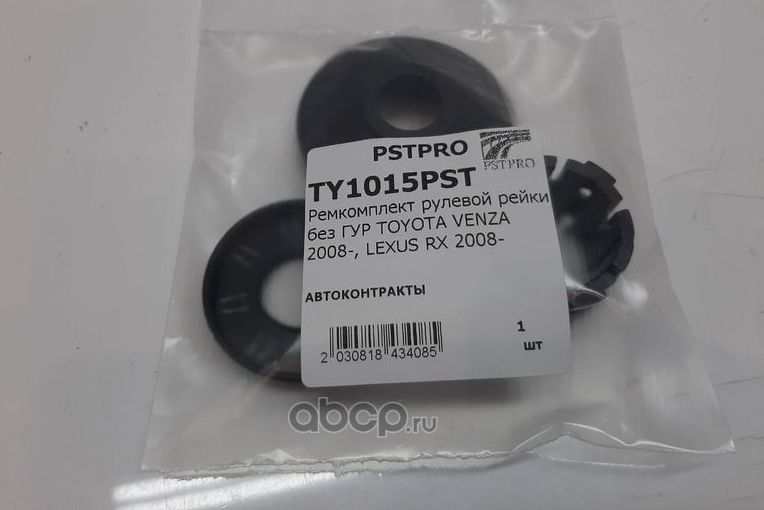 PSTPRO
PSTPRO
TY1015PST
Ремкомплект рулевой рейки
без ГУР TOYOTA VENZA
2008-, LEXUS RX 2008-
АВТОКОНТРАКТЫ
1
шт
2 030818 434085
abcp.ru